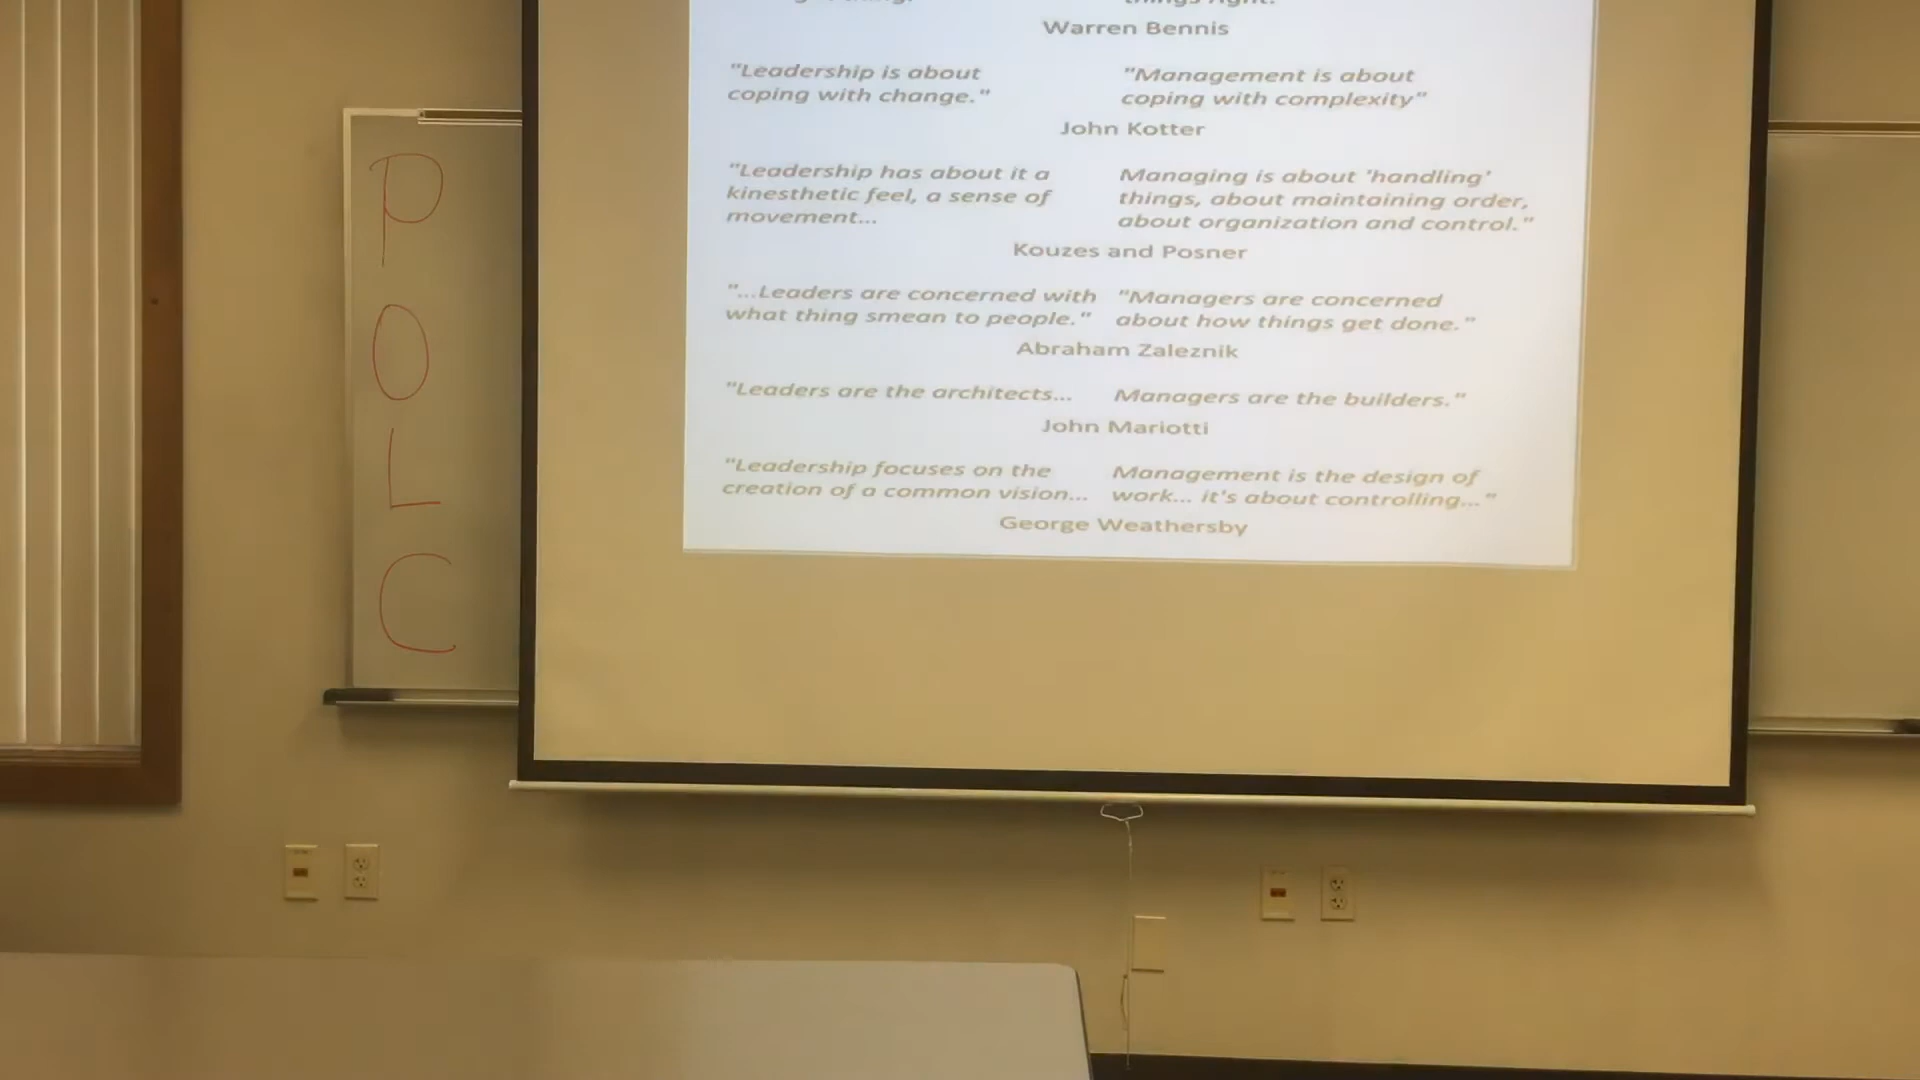 things right."
Warren Bennis
"Leadership is about
coping with change."
"Management is about
coping with complexity"
John Kotter
"Leadership has about it a
kinesthetic feel, a sense of
movement...
Managing is about 'handling'
things, about maintaining order,
about organization and control."
Kouzes and Posner
"...Leaders are concerned with
what thing smean to people."
"Managers are concerned
about how things get done."
Abraham Zaleznik
"Leaders are the architects...
Managers are the builders."
John Mariotti
"Leadership focuses on the
creation of a common vision...
Management is the design of
work... it's about controlling..."
George Weathersby
P
O
L
C